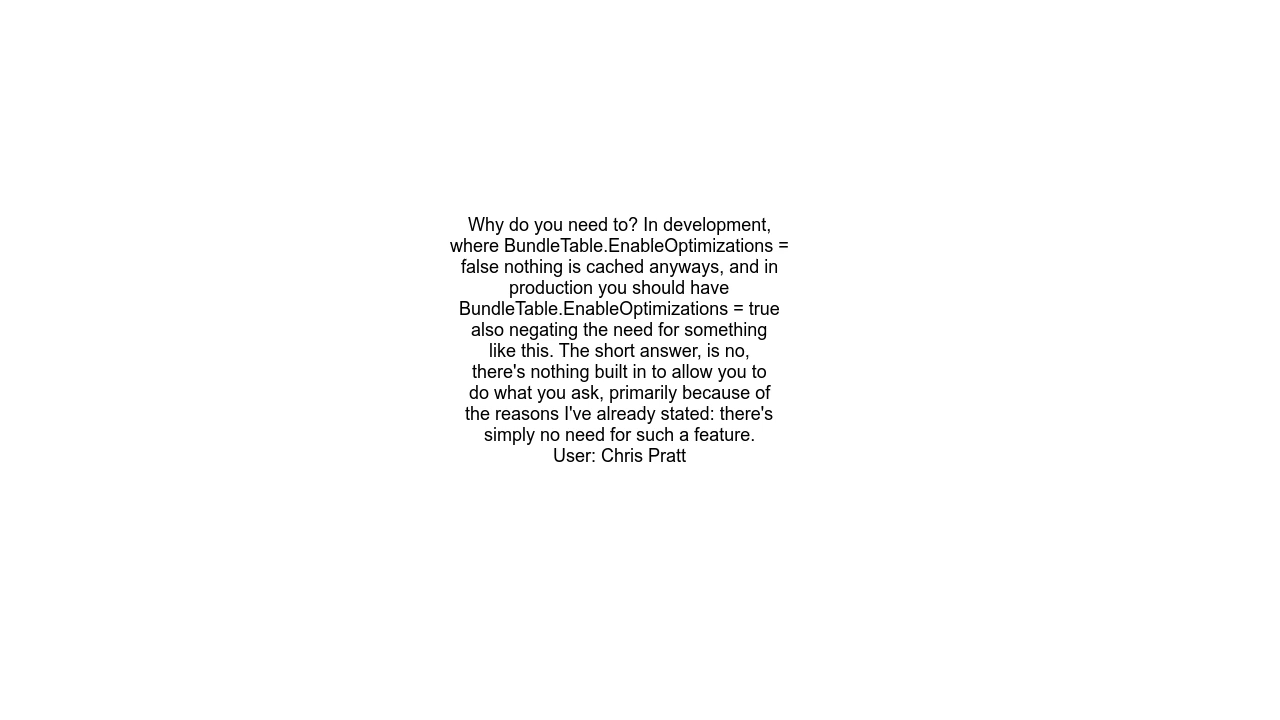 Why do you need to? In development,
where BundleTable.EnableOptimizations =
false nothing is cached anyways, and in
production you should have
BundleTable.EnableOptimizations = true
also negating the need for something
like this. The short answer, is no,
there's nothing built in to allow you to
do what you ask, primarily because of
the reasons I've already stated: there's
simply no need for such a feature.
User: Chris Pratt